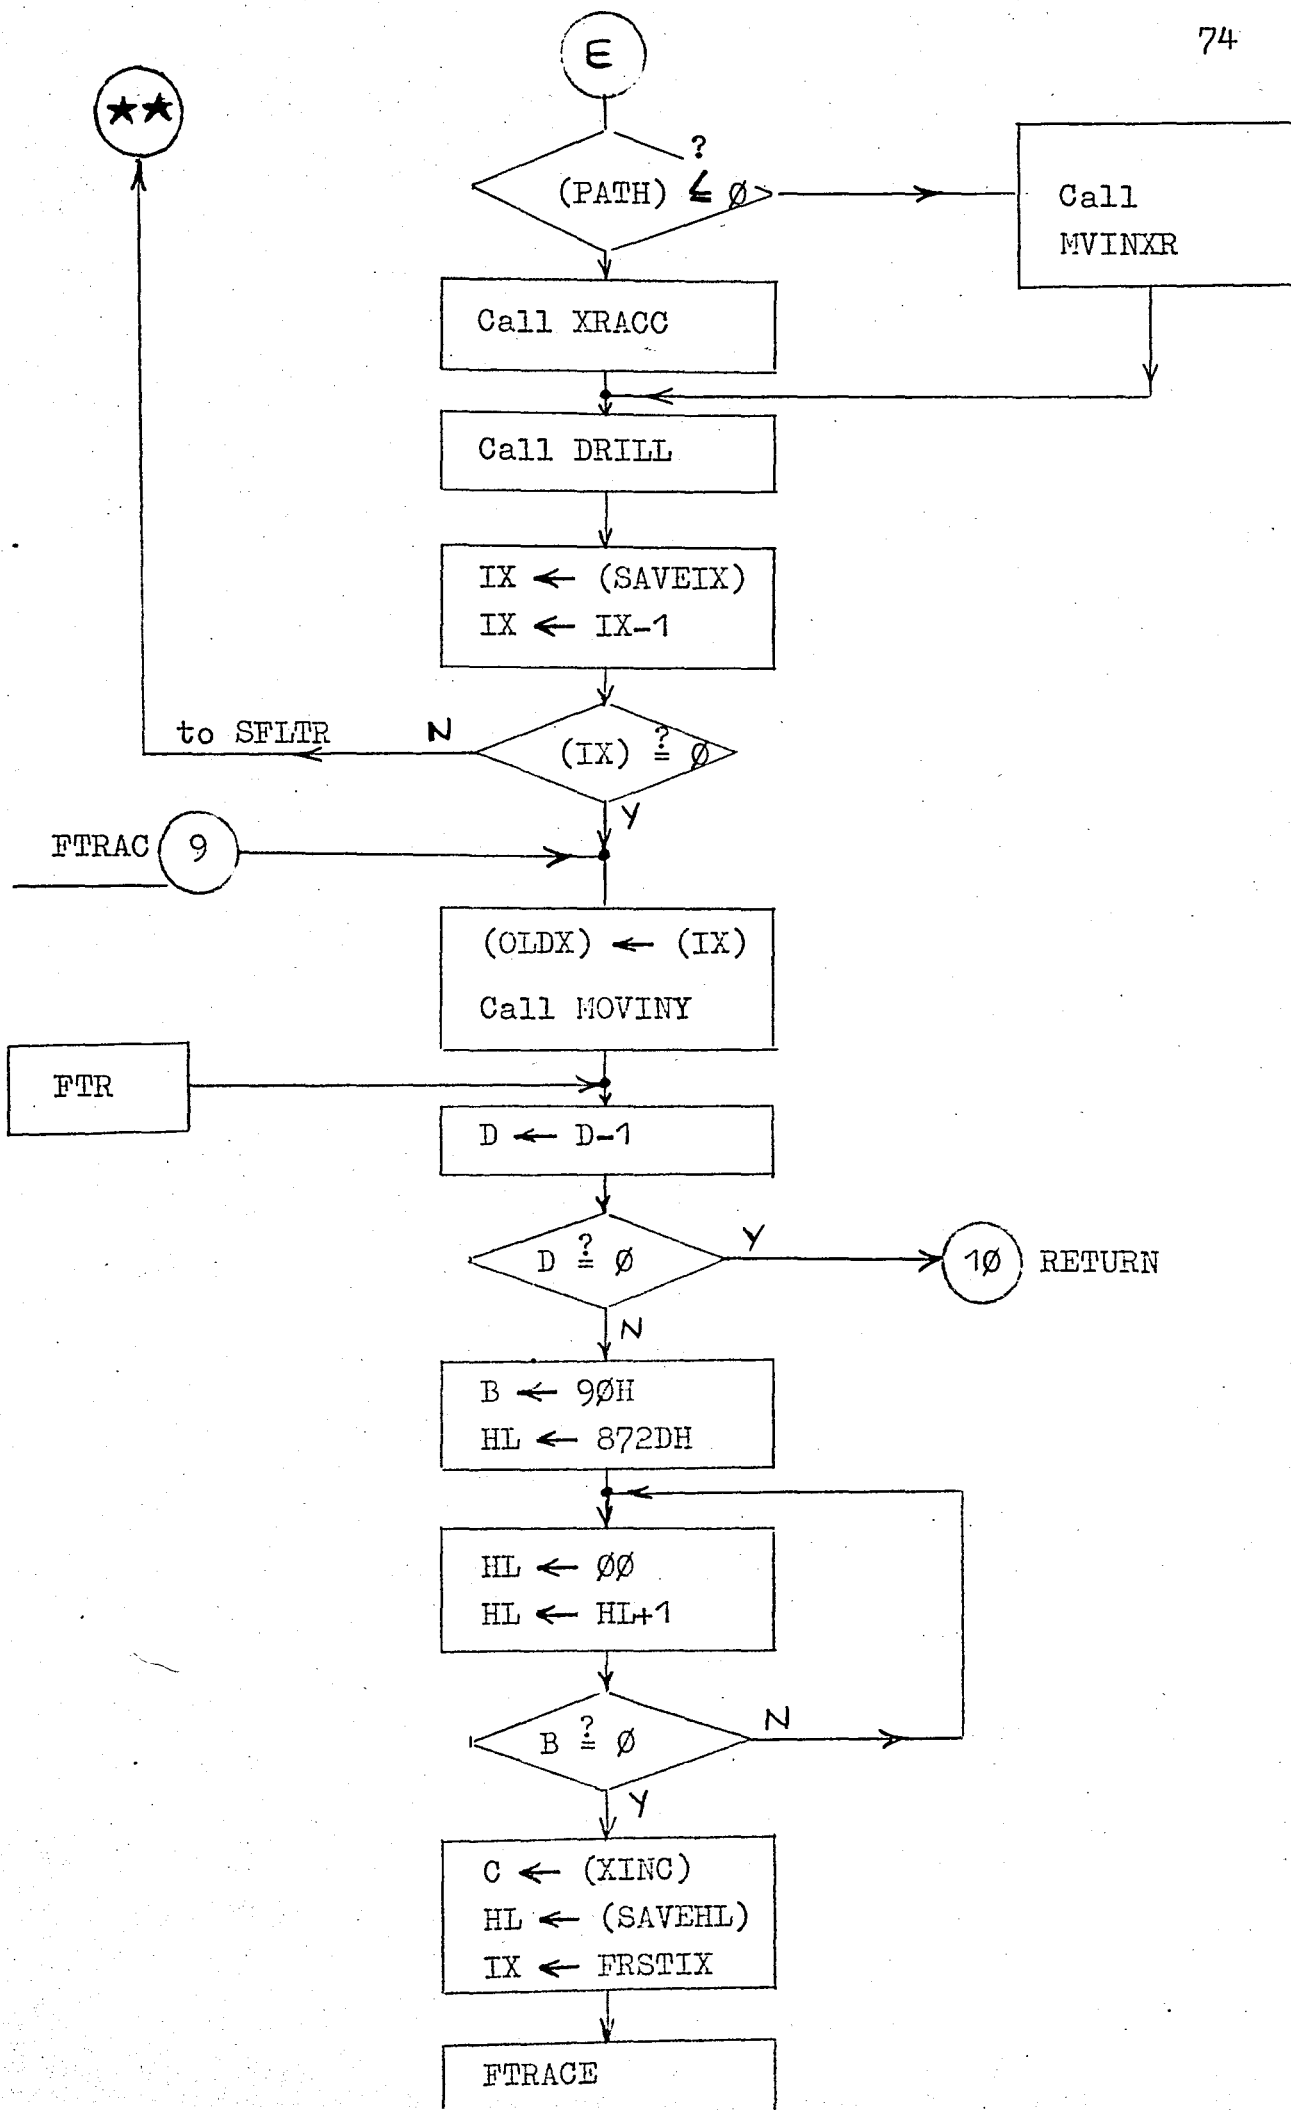 74
E
★★
?
(PATH) ≤ Ø
Call
MVINXR
Call XRACC
Call DRILL
IX ← (SAVEIX)
IX ← IX-1
to SFLTR
N
(IX) ≟ Ø
Y
FTRAC
9
(OLDX) ← (IX)
Call MOVINY
FTR
D ← D-1
D ≟ Ø
Y
1Ø
RETURN
N
B ← 9ØH
HL ← 872DH
HL ← ØØ
HL ← HL+1
B ≟ Ø
N
Y
C ← (XINC)
HL ← (SAVEHL)
IX ← FRSTIX
FTRACE